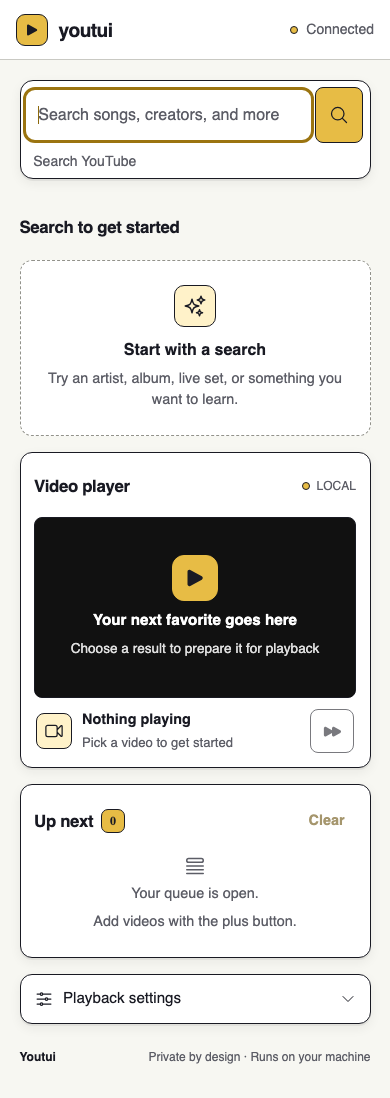 youtui
Connected
Search songs, creators, and more
Search YouTube
Search to get started
Start with a search
Try an artist, album, live set, or something you
want to learn.
Video player
LOCAL
Your next favorite goes here
Choose a result to prepare it for playback
Nothing playing
Pick a video to get started
Up next 0
Clear
Your queue is open.
Add videos with the plus button.
Playback settings
Youtui
Private by design · Runs on your machine